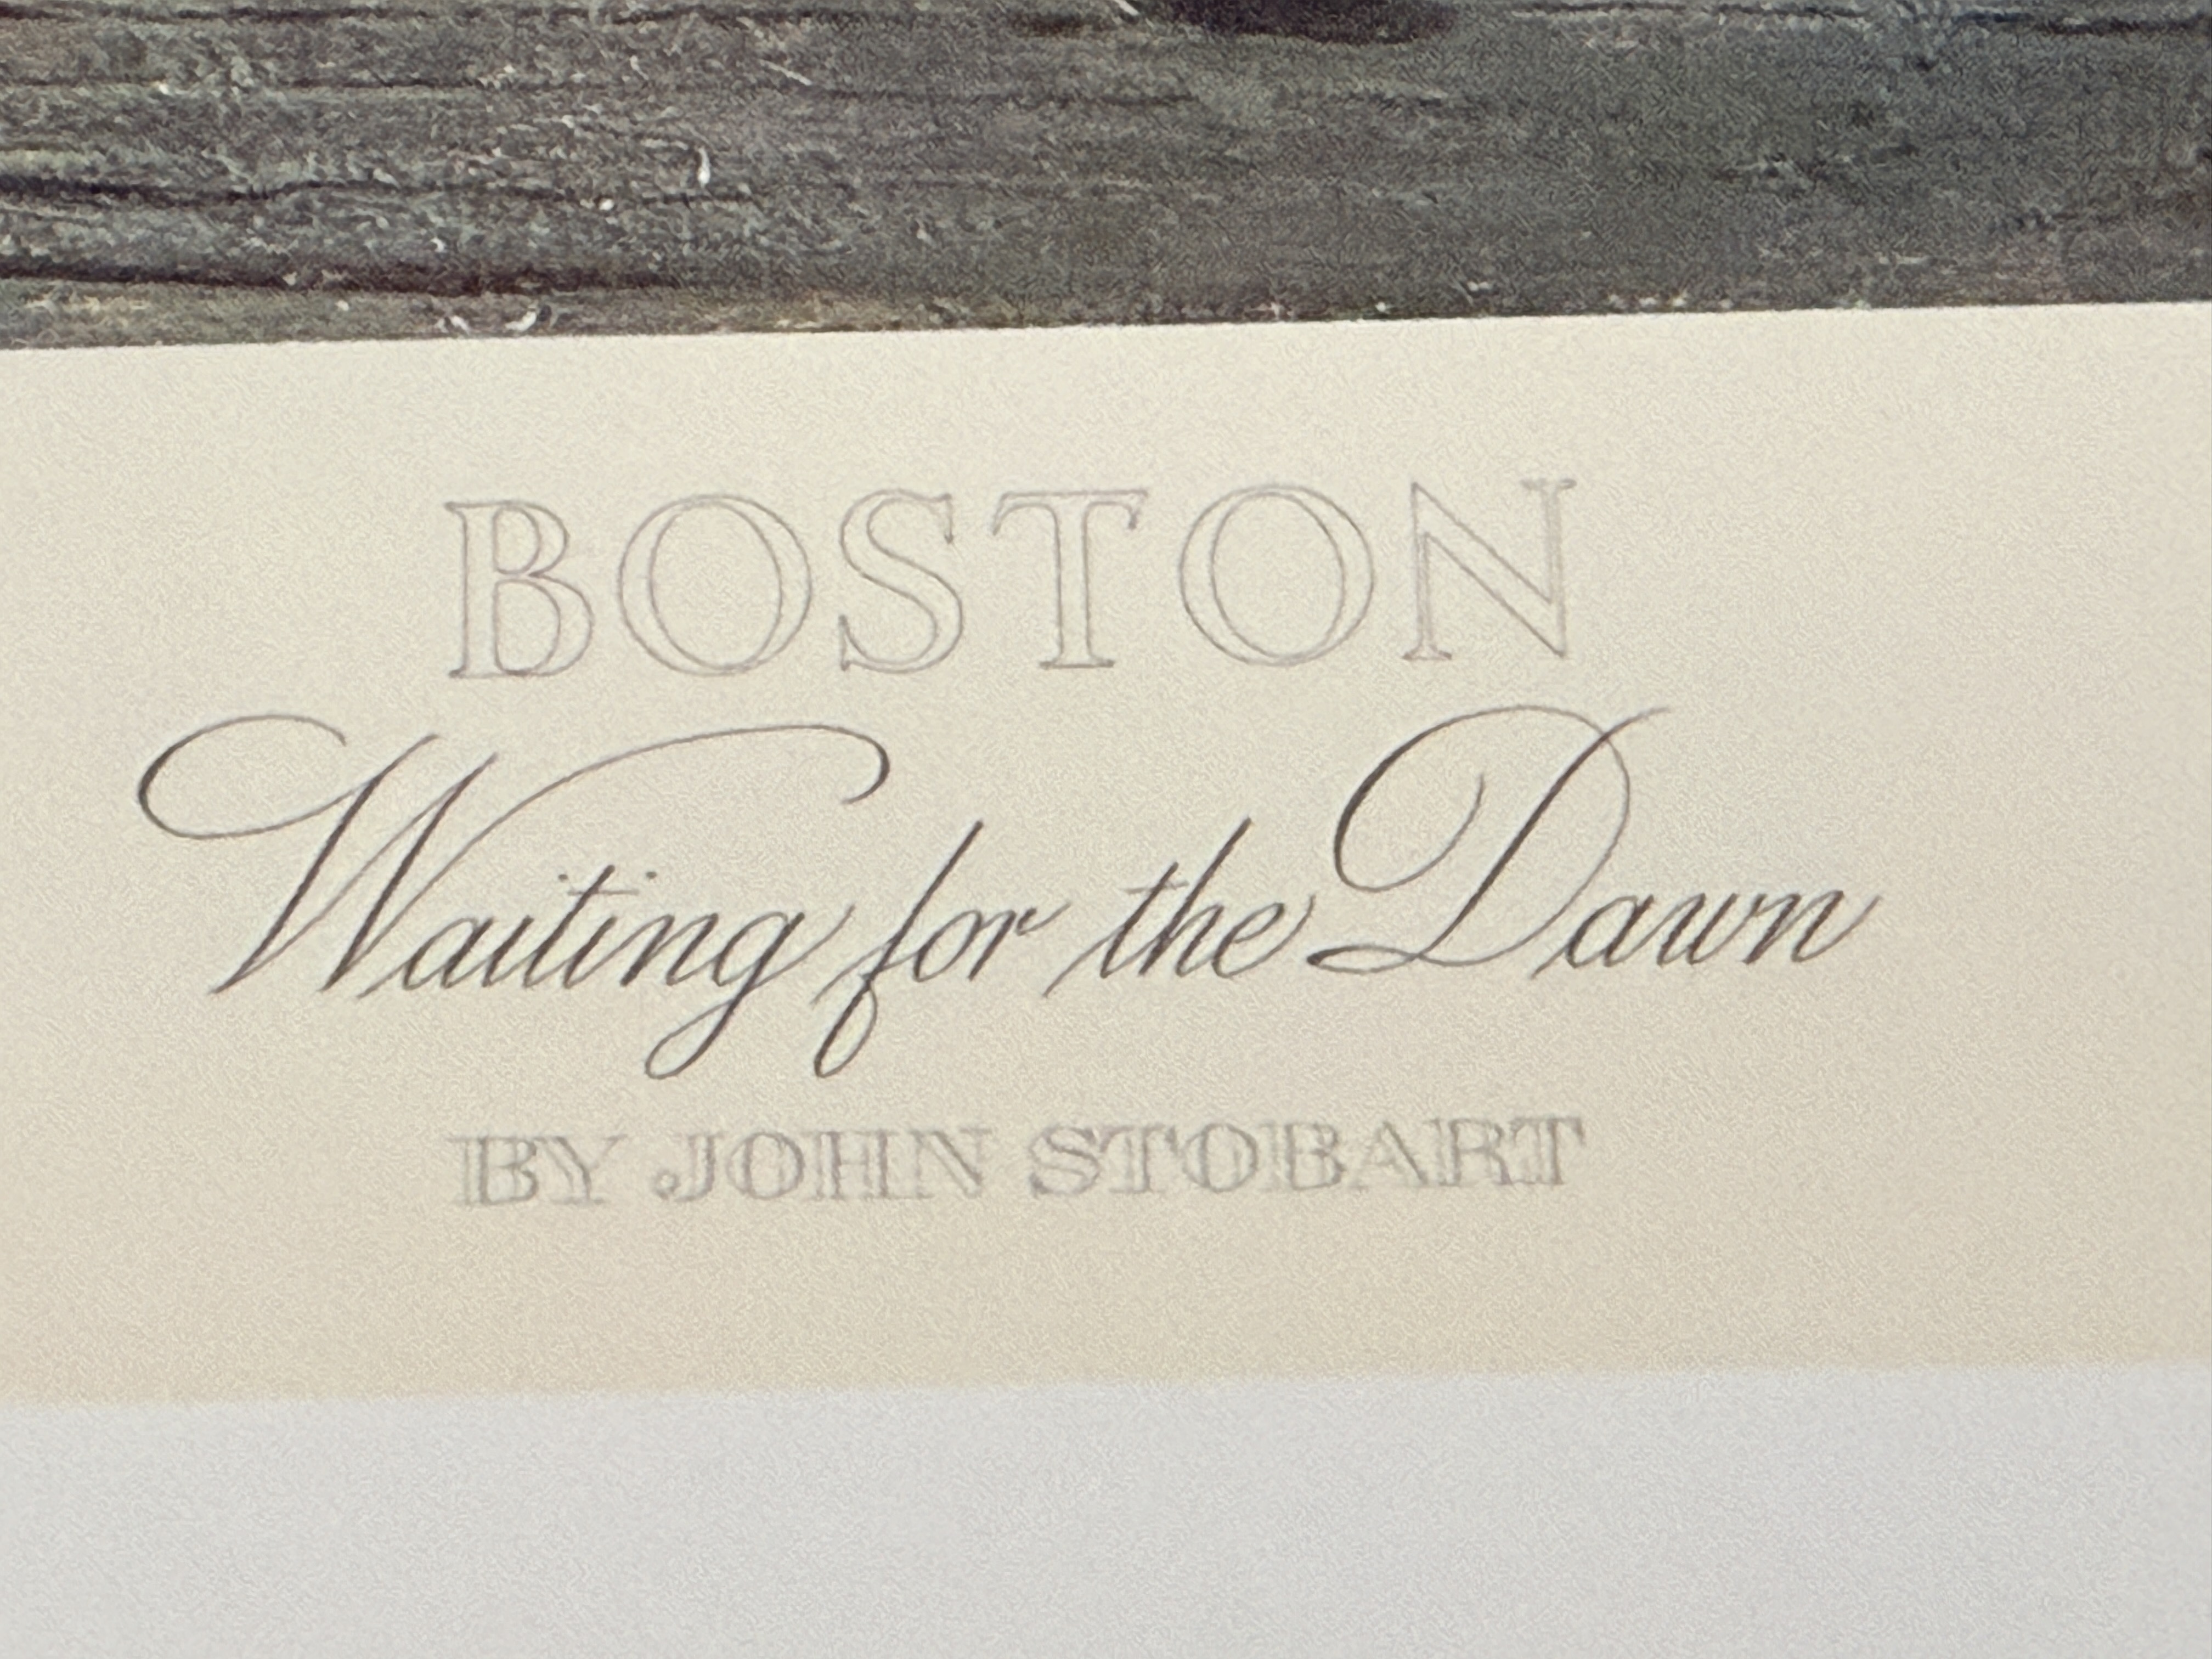 BOSTON
Waiting for the Dawn
BY JOHN STOBART